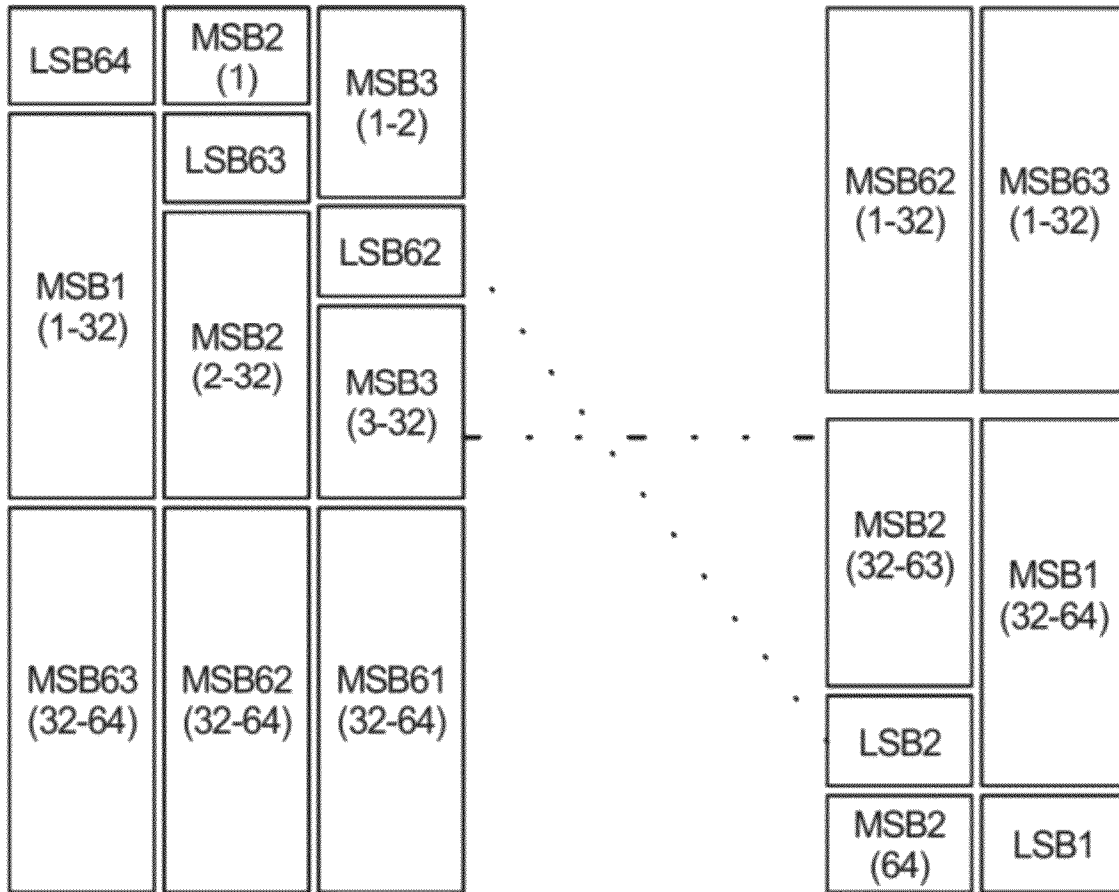 LSB64
MSB1
(1-32)
MSB63
(32-64)
MSB2
(1)
LSB63
MSB2
(2-32)
MSB62
(32-64)
MSB3
(1-2)
LSB62
MSB3
(3-32)
MSB61
(32-64)
MSB62
(1-32)
MSB2
(32-63)
LSB2
MSB2
(64)
MSB63
(1-32)
MSB1
(32-64)
LSB1